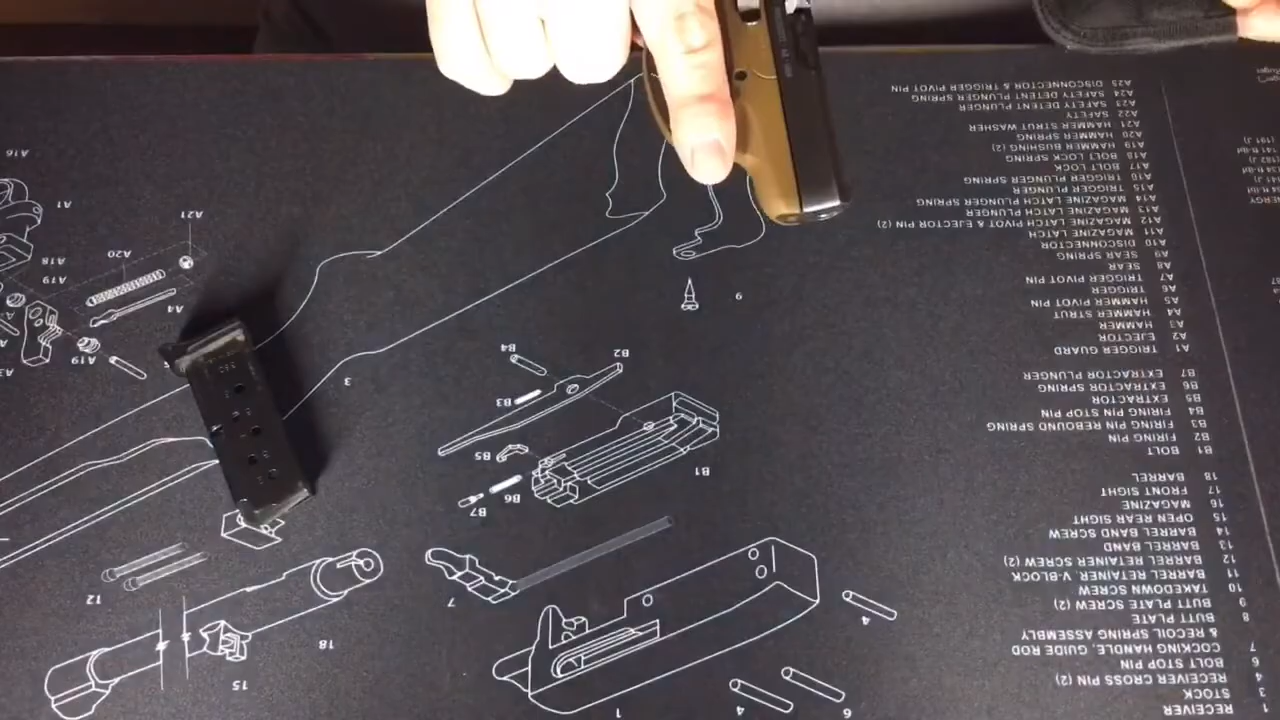 1 RECEIVER
3 STOCK
4 RECEIVER CROSS PIN (2)
6 BOLT STOP PIN
7 COCKING HANDLE, GUIDE ROD
& RECOIL SPRING ASSEMBLY
8 BUTT PLATE
9 BUTT PLATE SCREW (2)
10 TAKEDOWN SCREW
11 BARREL RETAINER, V-BLOCK
12 BARREL RETAINER SCREW (2)
13 BAND
14 BARREL BAND SCREW
15 OPEN REAR SIGHT
16 MAGAZINE
17 FRONT SIGHT
18 BARREL
B1 BOLT
B2 FIRING PIN
B3 FIRING PIN REBOUND SPRING
B4 FIRING PIN STOP PIN
B5 EXTRACTOR
B6 EXTRACTOR SPRING
B7 EXTRACTOR PLUNGER
A1 TRIGGER GUARD
A2 EJECTOR
A3 HAMMER
A4 HAMMER STRUT
A5 HAMMER PIVOT PIN
A6 TRIGGER
A7 TRIGGER PIVOT PIN
A8 SEAR
A9 SEAR SPRING
A10 DISCONNECTOR
A11 MAGAZINE LATCH
A12 MAGAZINE LATCH PIVOT & EJECTOR PIN (2)
A13 MAGAZINE LATCH PLUNGER
A14 MAGAZINE LATCH PLUNGER SPRING
A15 TRIGGER PLUNGER
A16 TRIGGER SPRING
A17 BOLT LOCK
A18 BOLT LOCK SPRING
A19 HAMMER BUSHING (2)
A20 HAMMER SPRING
A21 HAMMER STRUT WASHER
A22 SAFETY
A23 SAFETY DETENT PLUNGER
A24 SAFETY DETENT PLUNGER SPRING
A25 DISCONNECTOR & TRIGGER PIVOT PIN
1
4
6
4
7
15
18
12
B7
B6
B1
B5
B3
B2
B4
3
9
A19
A4
A19
A18
A20
A21
A1
A16
380